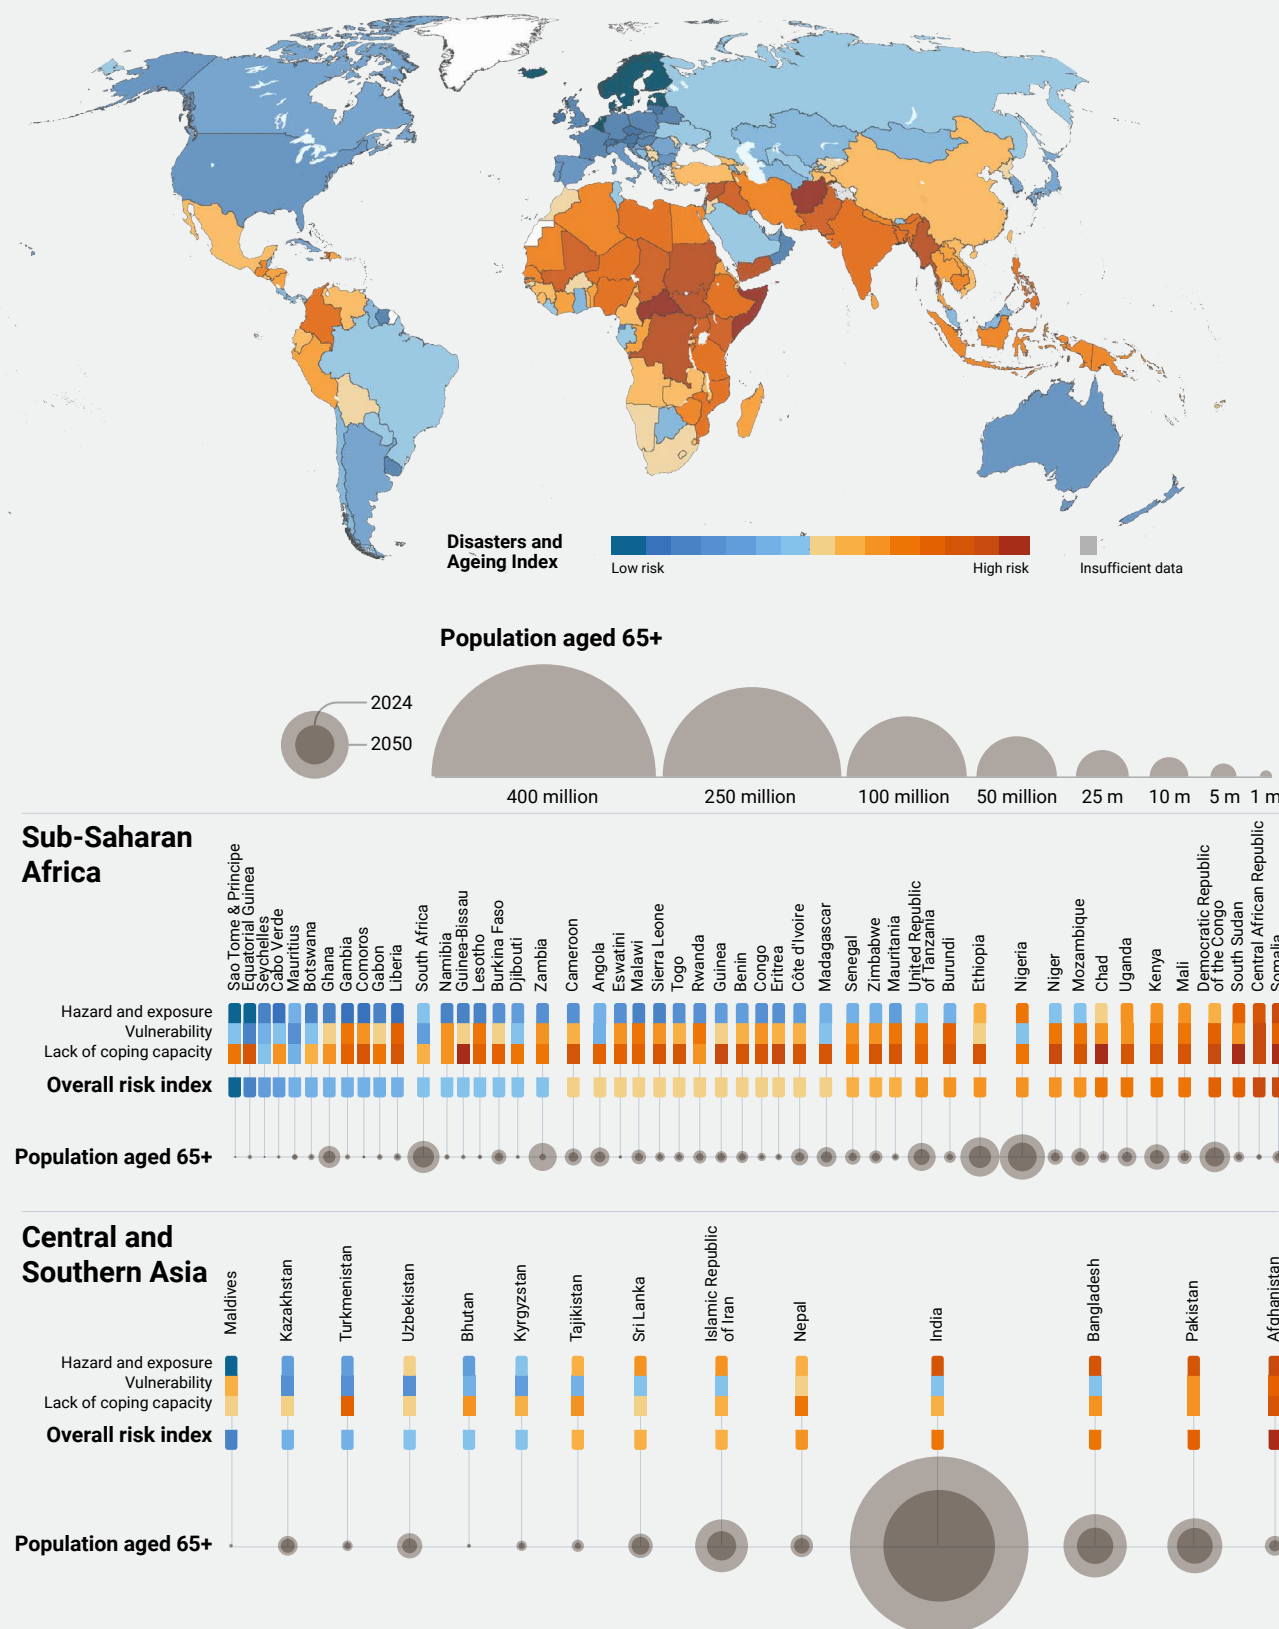 Disasters and
Ageing Index
Low risk
High risk
Insufficient data
Population aged 65+
2024
2050
400 million
250 million
100 million
50 million
25 m
10 m
5 m
1 m
Sub-Saharan
Africa
Sao Tome & Principe
Equatorial Guinea
Seychelles
Cabo Verde
Mauritius
Botswana
Ghana
Gambia
Comoros
Gabon
Liberia
South Africa
Namibia
Guinea-Bissau
Lesotho
Burkina Faso
Djibouti
Zambia
Cameroon
Angola
Eswatini
Malawi
Sierra Leone
Togo
Rwanda
Guinea
Benin
Congo
Eritrea
Côte d'Ivoire
Madagascar
Senegal
Zimbabwe
Mauritania
United Republic
of Tanzania
Burundi
Ethiopia
Nigeria
Niger
Mozambique
Chad
Uganda
Kenya
Mali
Democratic Republic
of the Congo
South Sudan
Central African Republic
Somalia
Hazard and exposure
Vulnerability
Lack of coping capacity
Overall risk index
Population aged 65+
Central and
Southern Asia
Maldives
Kazakhstan
Turkmenistan
Uzbekistan
Bhutan
Kyrgyzstan
Tajikistan
Sri Lanka
Islamic Republic
of Iran
Nepal
India
Bangladesh
Pakistan
Afghanistan
Hazard and exposure
Vulnerability
Lack of coping capacity
Overall risk index
Population aged 65+